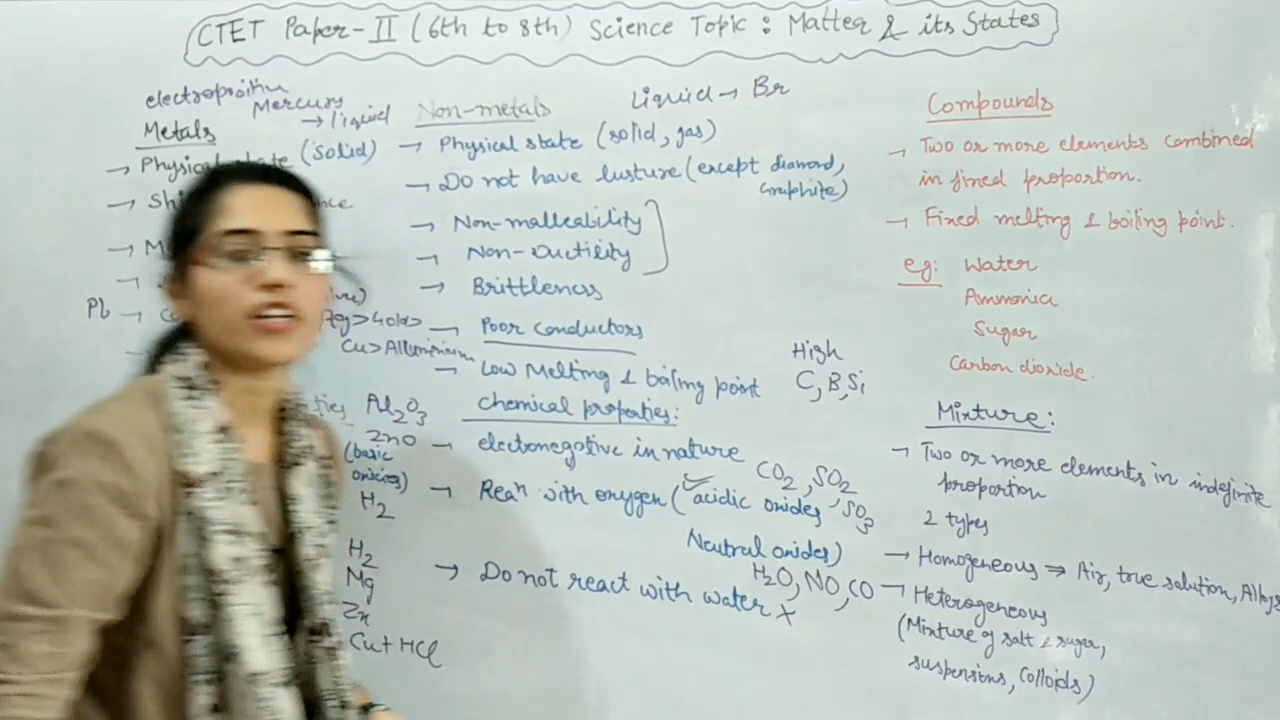 CTET Paper-II (6th to 8th) Science Topic: Matter & its States
electropositive
Mercury
→ liquid
Metals
→ Physical state (solid)
→ Sh
→ M
Pb →
7g>Gold>
Cu>Alluminium
Al2O3
ZnO
(basic
oxides)
H2
H2
Mg
Zn
Cu+HCl
Non-metals
Liquid → Br
→ Physical state (solid, gas)
→ Do not have lusture (except diamond,
Graphite)
→ Non-malleability
→ Non-Ductility
→ Brittleness
→ Poor conductors
→ Low Melting & boiling point
High
C, B, Si
chemical properties:
→ electonegative in nature
CO2, SO2
→ Reaⁿ with oxygen (acidic oxides, SO3
Neutral oxides)
H2O, NO, CO
→ Do not react with water x
Compounds
→ Two or more elements combined
in fixed proportion.
→ Fixed melting & boiling point.
eg: Water
Ammonia
Sugar
Carbon dioxide.
Mixture:
→ Two or more elements in indefinite
proportion
2 types
→ Homogeneous ⇒ Air, true solution, Alloys
→ Heterogeneous
(Mixture of salt & sugar,
suspensions, Colloids)